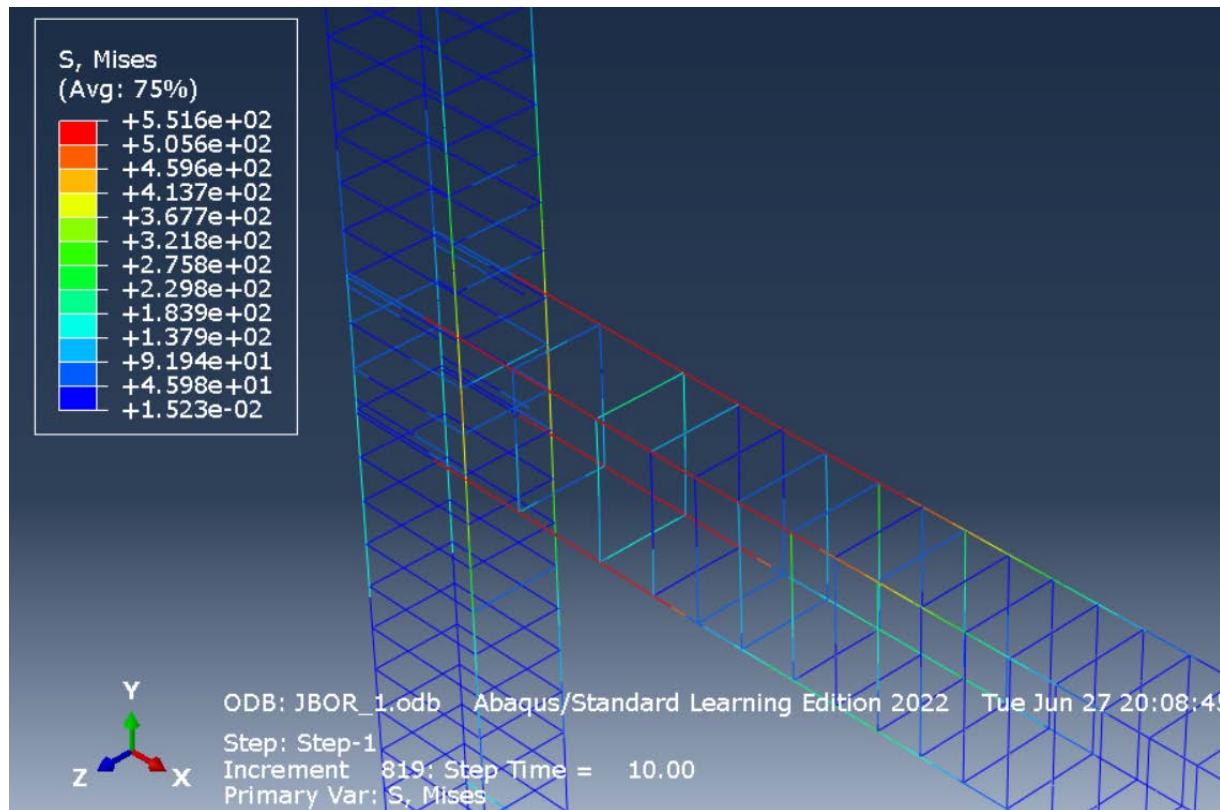 S, Mises
(Avg: 75%)
+5.516e+02
+5.056e+02
+4.596e+02
+4.137e+02
+3.677e+02
+3.218e+02
+2.758e+02
+2.298e+02
+1.839e+02
+1.379e+02
+9.194e+01
+4.598e+01
+1.523e-02
Y
Z
X
ODB: JBOR_1.odb Abaqus/Standard Learning Edition 2022 Tue Jun 27 20:08:45
Step: Step-1
Increment 819: Step Time = 10.00
Primary Var: S, Mises